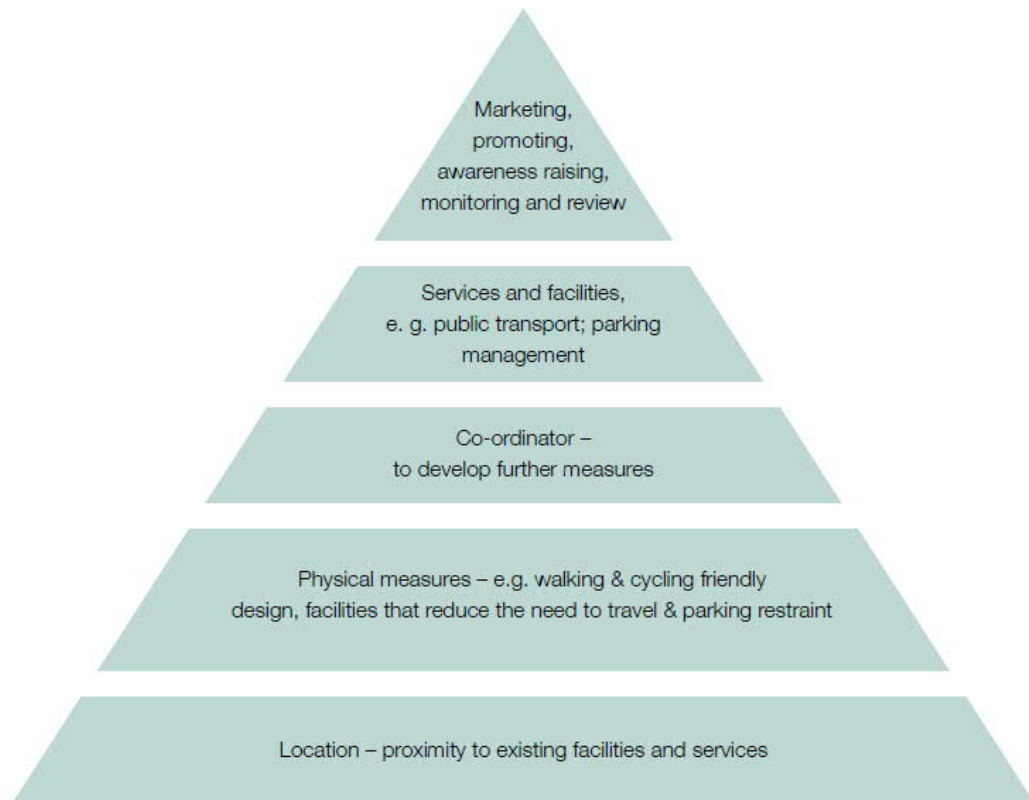 Marketing,
promoting,
awareness raising,
monitoring and review
Services and facilities,
e. g. public transport; parking
management
Co-ordinator –
to develop further measures
Physical measures – e.g. walking & cycling friendly
design, facilities that reduce the need to travel & parking restraint
Location – proximity to existing facilities and services